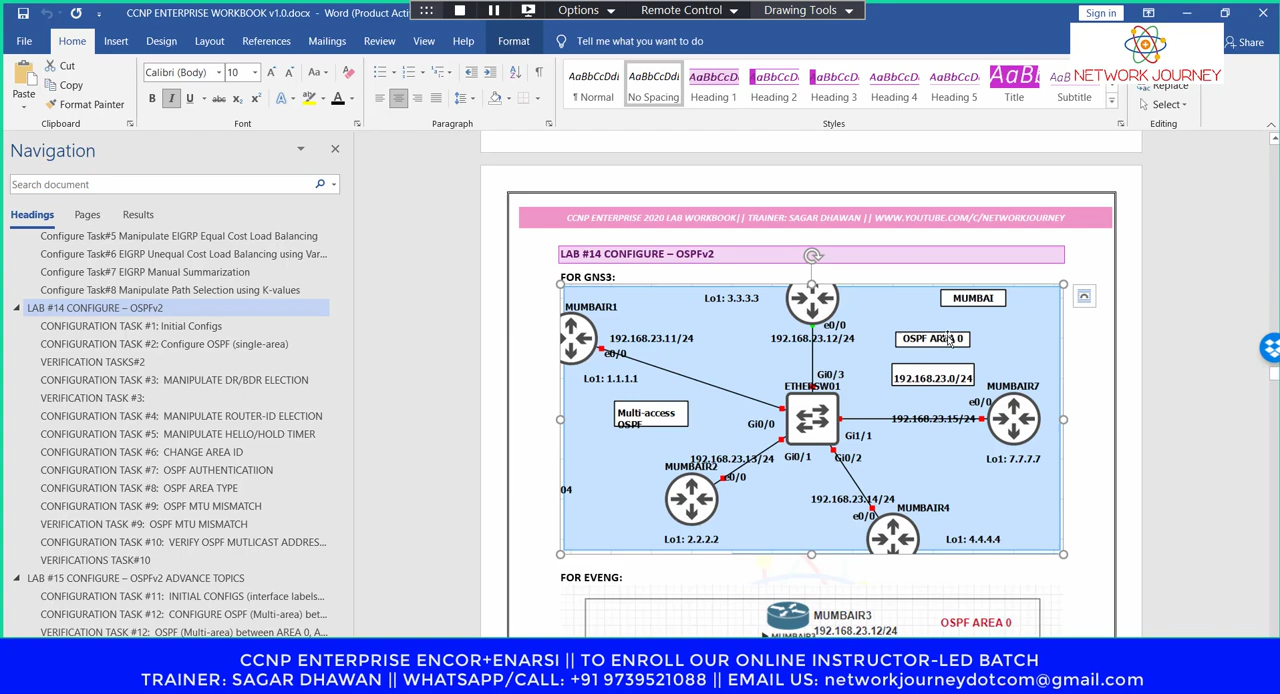 CCNP ENTERPRISE WORKBOOK v1.0.docx - Word (Product Acti
Options
Remote Control
Drawing Tools
Sign in
File
Home
Insert
Design
Layout
References
Mailings
Review
View
Help
Format
Tell me what you want to do
Share
NETWORK JOURNEY
Paste
Cut
Copy
Format Painter
Clipboard
Calibri (Body)
10
Font
Paragraph
AaBbCcDdI
AaBbCcDdI
AaBbCcDd
AaBbCcDd
AaBbCcDd
AaBbCcDd
AaBbCcDd
AaB
¶ Normal
No Spacing
Heading 1
Heading 2
Heading 3
Heading 4
Heading 5
Title
Subtitle
Styles
Replace
Select
Editing
Navigation
Search document
Headings
Pages
Results
Configure Task#5 Manipulate EIGRP Equal Cost Load Balancing
Configure Task#6 EIGRP Unequal Cost Load Balancing using Var...
Configure Task#7 EIGRP Manual Summarization
Configure Task#8 Manipulate Path Selection using K-values
LAB #14 CONFIGURE – OSPFv2
CONFIGURATION TASK #1: Initial Configs
CONFIGURATION TASK #2: Configure OSPF (single-area)
VERIFICATION TASKS#2
CONFIGURATION TASK #3: MANIPULATE DR/BDR ELECTION
VERIFICATION TASK #3:
CONFIGURATION TASK #4: MANIPULATE ROUTER-ID ELECTION
CONFIGURATION TASK #5: MANIPULATE HELLO/HOLD TIMER
CONFIGURATION TASK #6: CHANGE AREA ID
CONFIGURATION TASK #7: OSPF AUTHENTICATIION
CONFIGURATION TASK #8: OSPF AREA TYPE
CONFIGURATION TASK #9: OSPF MTU MISMATCH
VERIFICATION TASK #9: OSPF MTU MISMATCH
CONFIGURATION TASK #10: VERIFY OSPF MUTLICAST ADDRES...
VERIFICATIONS TASK#10
LAB #15 CONFIGURE – OSPFv2 ADVANCE TOPICS
CONFIGURATION TASK #11: INITIAL CONFIGS (interface labels...
CONFIGURATION TASK #12: CONFIGURE OSPF (Multi-area) bet...
VERIFICATION TASK #12: OSPF (Multi-area) between AREA 0, A...
CCNP ENTERPRISE 2020 LAB WORKBOOK|| TRAINER: SAGAR DHAWAN || WWW.YOUTUBE.COM/C/NETWORKJOURNEY
LAB #14 CONFIGURE – OSPFv2
FOR GNS3:
MUMBAIR1
Lo1: 3.3.3.3
MUMBAI
e0/0
192.168.23.11/24
192.168.23.12/24
OSPF AREA 0
e0/0
Lo1: 1.1.1.1
Gi0/3
192.168.23.0/24
ETHERSW01
MUMBAIR7
e0/0
Multi-access
OSPF
Gi0/0
192.168.23.15/24
Gi1/1
192.168.23.13/24
Gi0/1
Gi0/2
Lo1: 7.7.7.7
MUMBAIR2
e0/0
04
192.168.23.14/24
MUMBAIR4
e0/0
Lo1: 2.2.2.2
Lo1: 4.4.4.4
FOR EVENG:
MUMBAIR3
192.168.23.12/24
OSPF AREA 0
MUMBAIR3
CCNP ENTERPRISE ENCOR+ENARSI || TO ENROLL OUR ONLINE INSTRUCTOR-LED BATCH
TRAINER: SAGAR DHAWAN || WHATSAPP/CALL: +91 9739521088 || EMAIL US: networkjourneydotcom@gmail.com